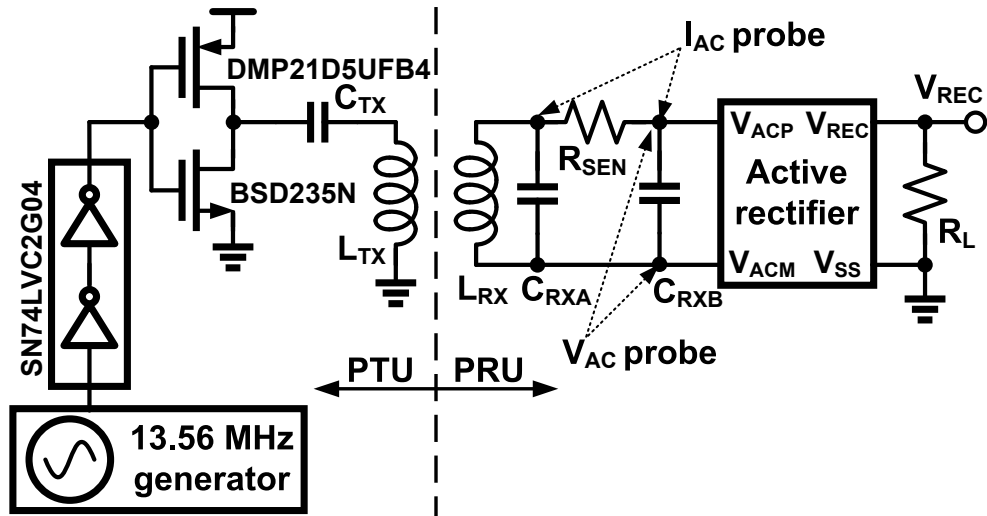 I_AC probe
DMP21D5UFB4
C_TX
V_REC
R_SEN
V_ACP V_REC
Active
rectifier
V_ACM V_SS
R_L
BSD235N
L_TX
L_RX
C_RXA
C_RXB
SN74LVC2G04
V_AC probe
PTU
PRU
13.56 MHz
generator